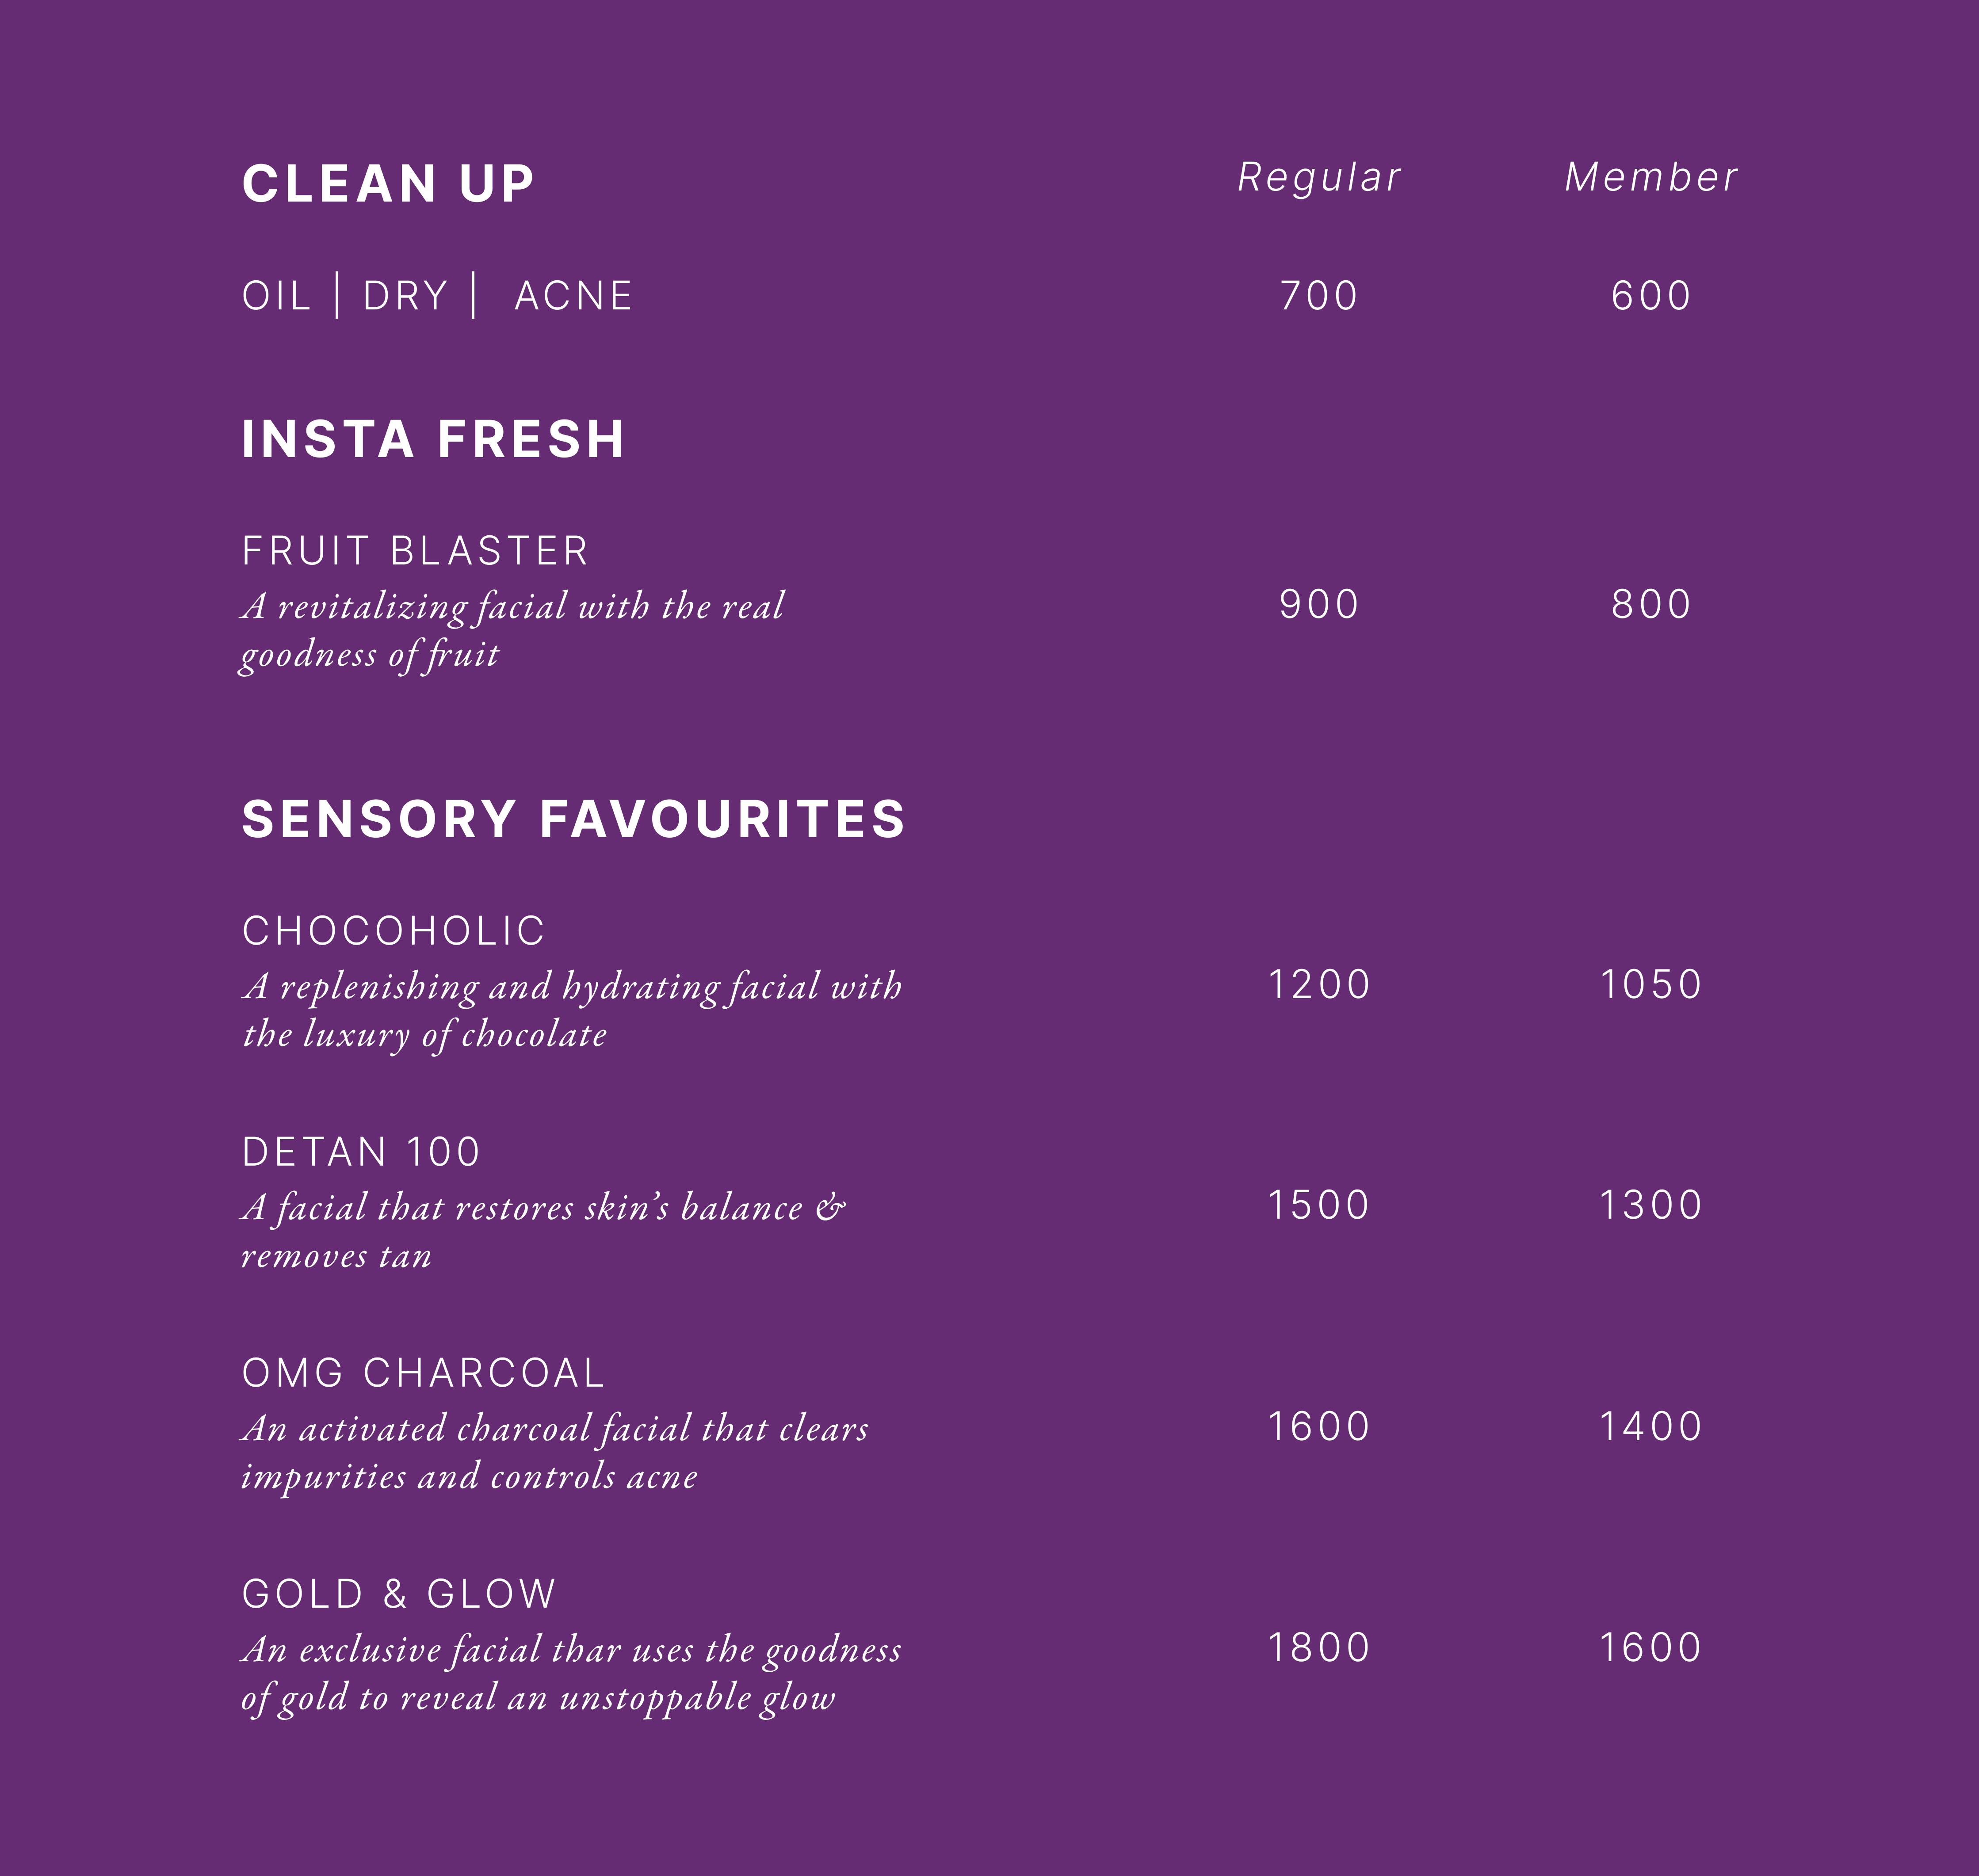 CLEAN UP Regular Member
OIL | DRY | ACNE 700 600
INSTA FRESH
FRUIT BLASTER
A revitalizing facial with the real 900 800
goodness of fruit
SENSORY FAVOURITES
CHOCOHOLIC
A replenishing and hydrating facial with 1200 1050
the luxury of chocolate
DETAN 100
A facial that restores skin’s balance & 1500 1300
removes tan
OMG CHARCOAL
An activated charcoal facial that clears 1600 1400
impurities and controls acne
GOLD & GLOW
An exclusive facial thar uses the goodness 1800 1600
of gold to reveal an unstoppable glow